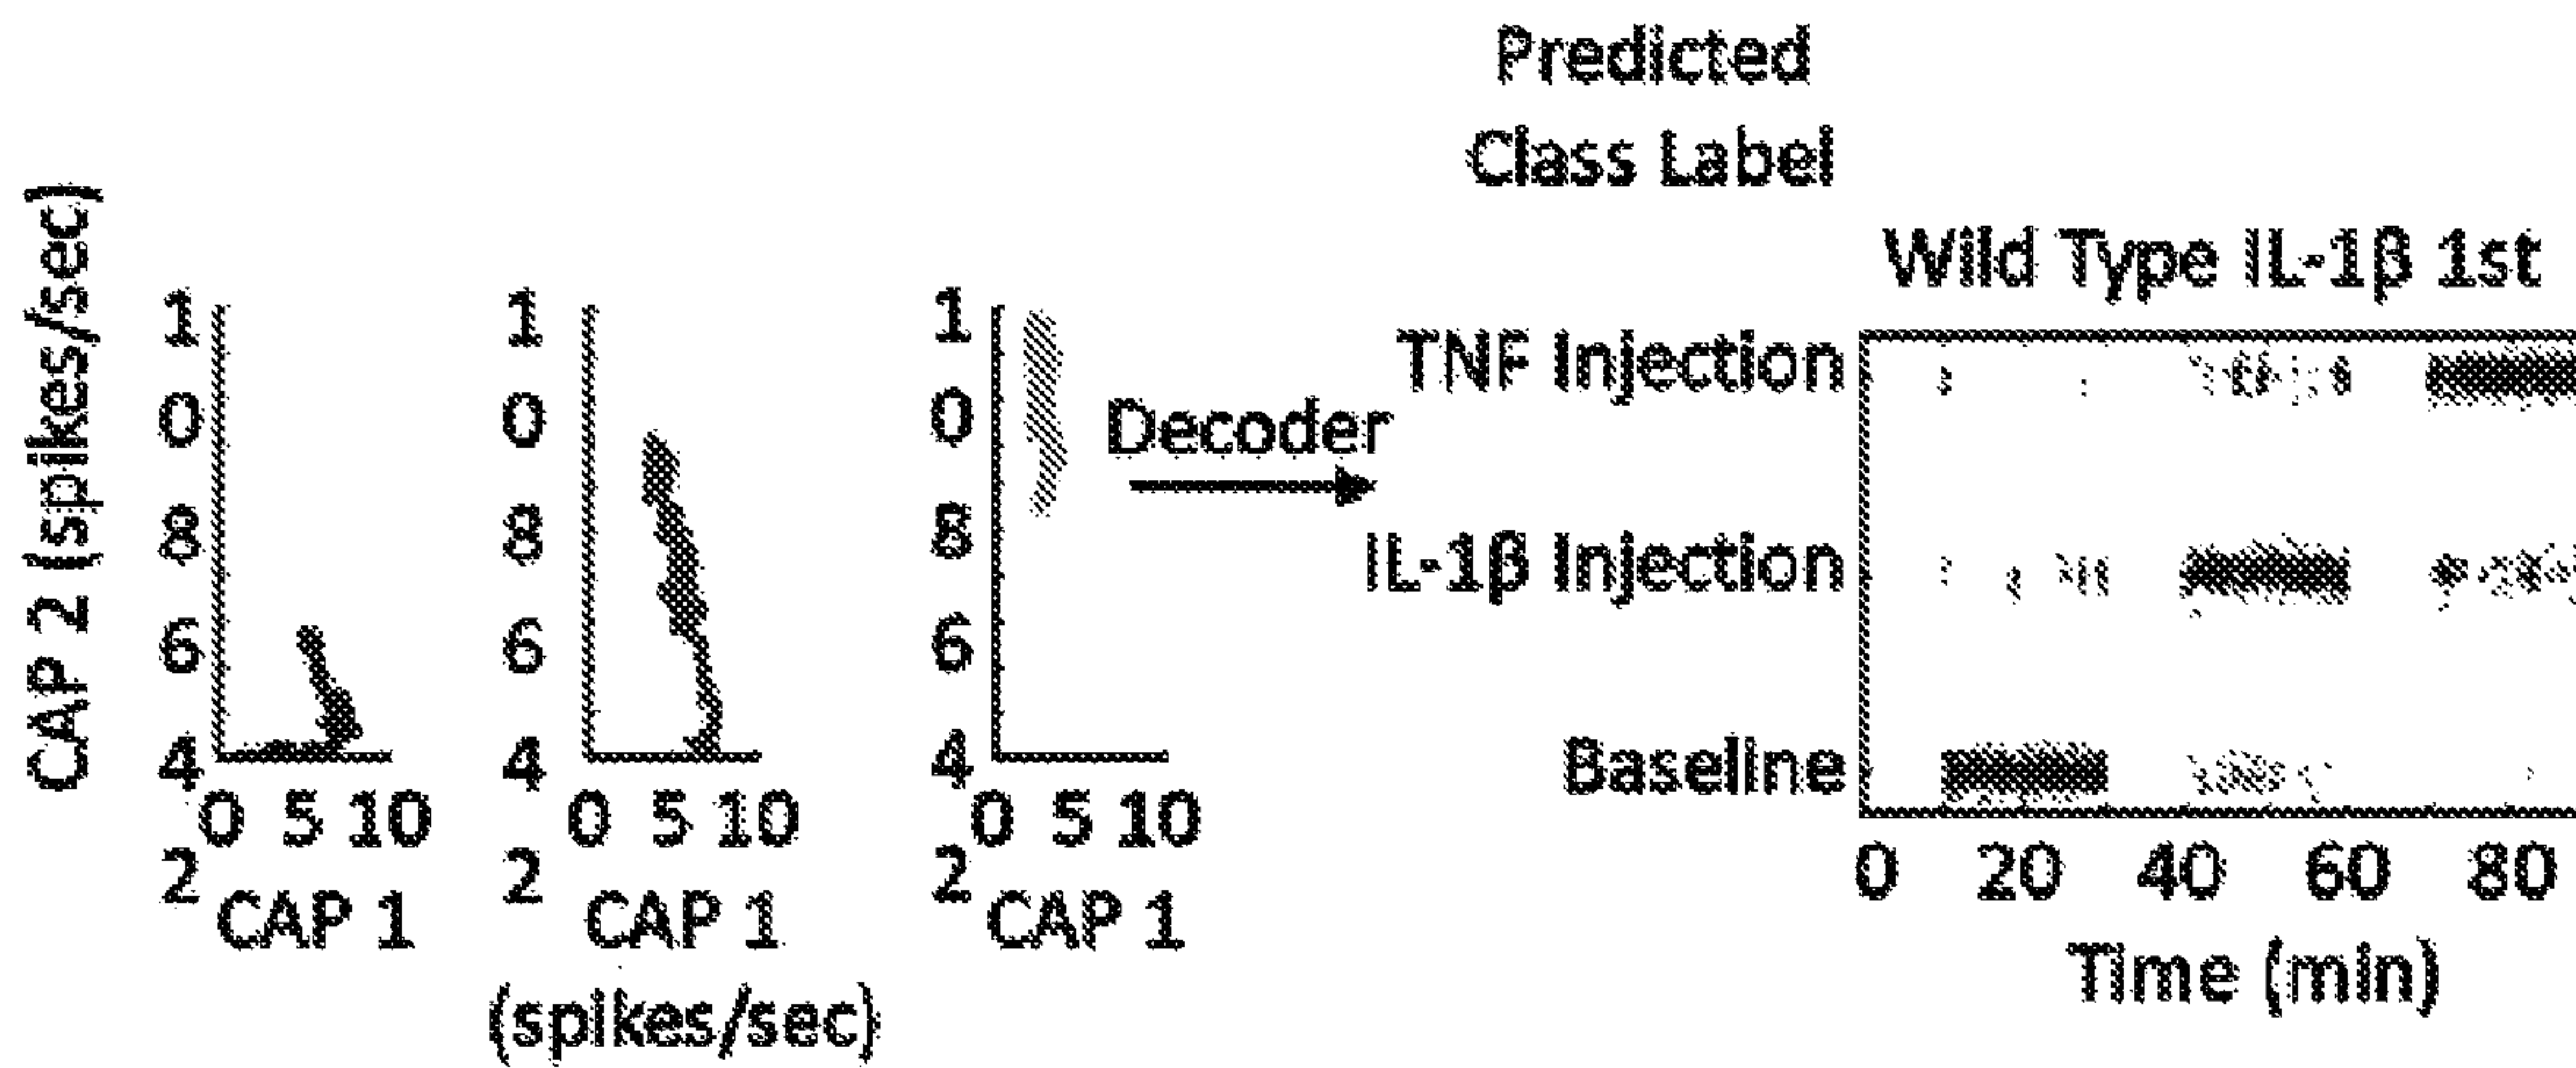 Predicted
Class Label
Wild Type IL-1β 1st
CAP 2 (spikes/sec)
1
0
8
6
4
2
0 5 10
CAP 1
1
0
8
6
4
2
0 5 10
CAP 1
(spikes/sec)
1
0
8
6
4
2
0 5 10
CAP 1
Decoder
TNF Injection
IL-1β Injection
Baseline
0 20 40 60 80
Time (min)